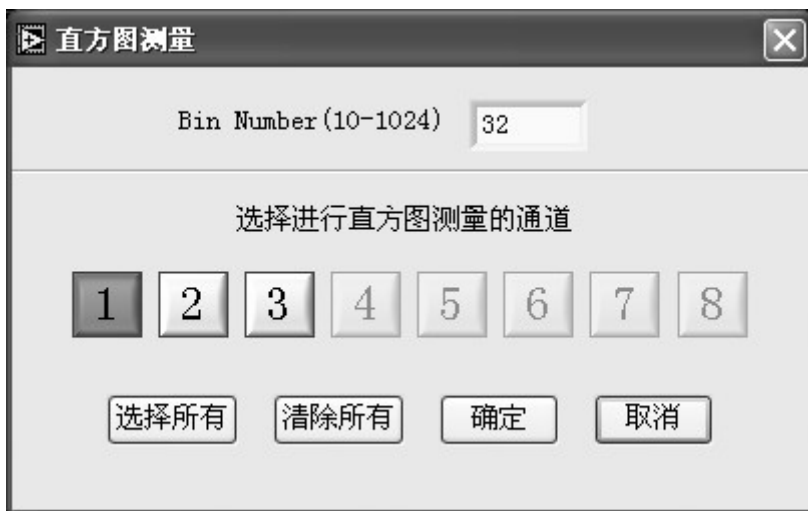 直方图测量
Bin Number(10-1024) 32
选择进行直方图测量的通道
1 2 3 4 5 6 7 8
选择所有 清除所有 确定 取消